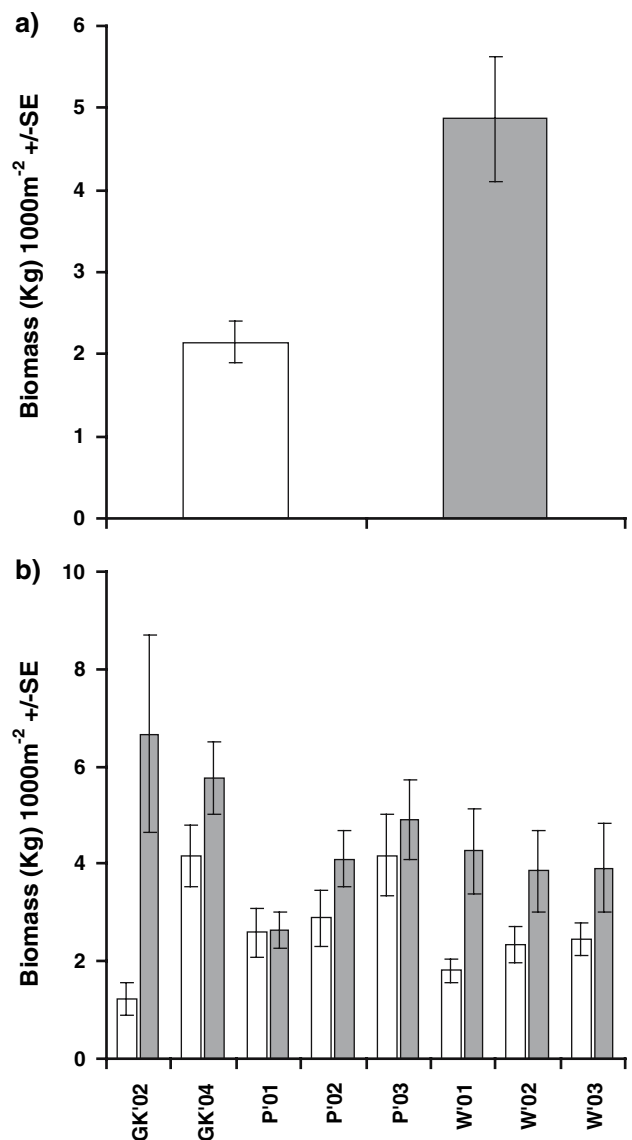 a)
Biomass (Kg) 1000m⁻² +/-SE
6
5
4
3
2
1
0
b)
Biomass (Kg) 1000m⁻² +/-SE
10
8
6
4
2
0
GK'02
GK'04
P'01
P'02
P'03
W'01
W'02
W'03